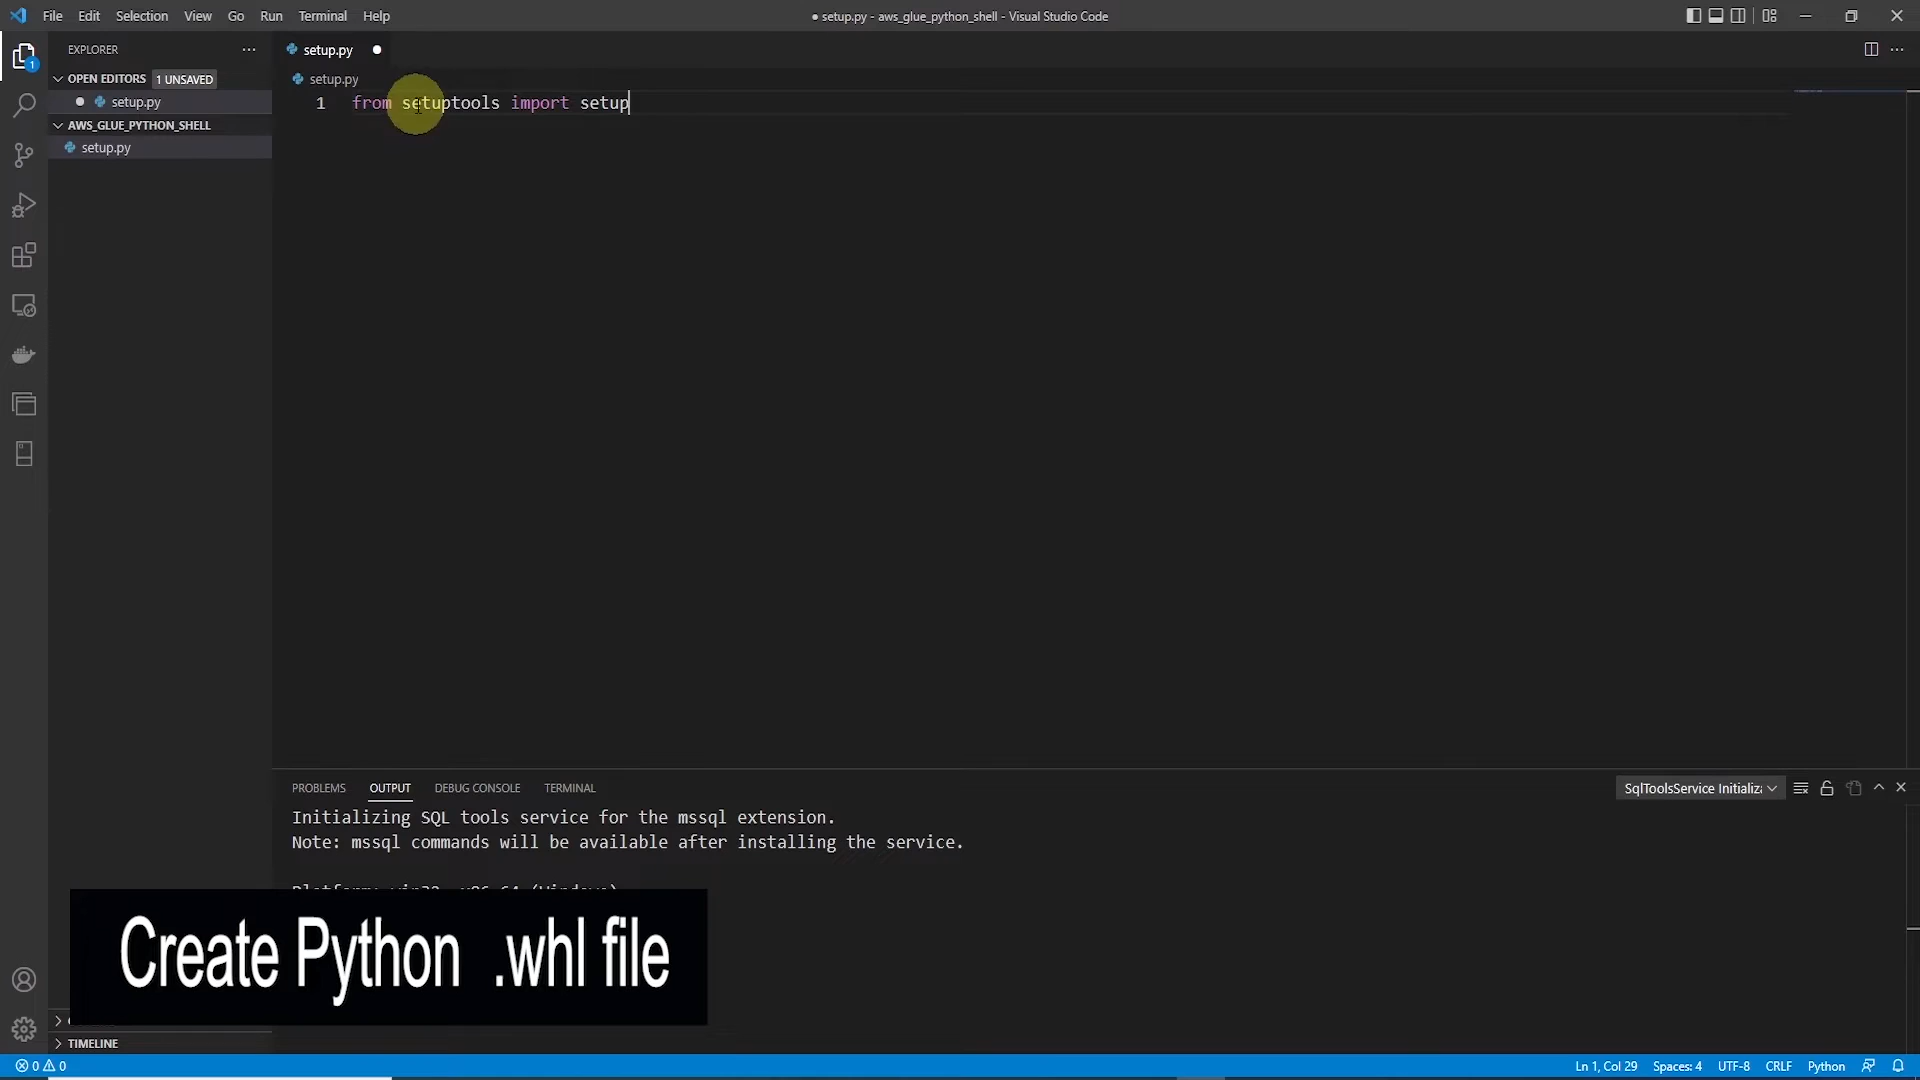 File Edit Selection View Go Run Terminal Help
● setup.py - aws_glue_python_shell - Visual Studio Code
EXPLORER
setup.py
OPEN EDITORS 1 UNSAVED
setup.py
setup.py
1 from setuptools import setup
AWS_GLUE_PYTHON_SHELL
setup.py
1
PROBLEMS OUTPUT DEBUG CONSOLE TERMINAL
SqlToolsService Initializa
Initializing SQL tools service for the mssql extension.
Note: mssql commands will be available after installing the service.
Create Python .whl file
TIMELINE
0 0
Ln 1, Col 29 Spaces: 4 UTF-8 CRLF Python